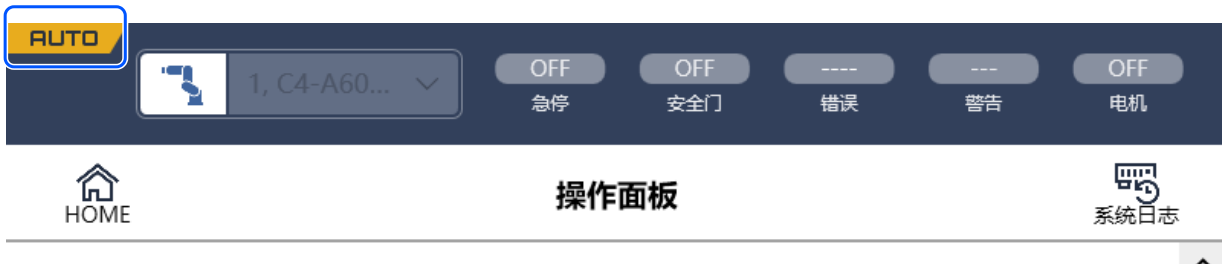 AUTO
1, C4-A60...
OFF
OFF
----
---
OFF
急停
安全门
错误
警告
电机
HOME
操作面板
系统日志